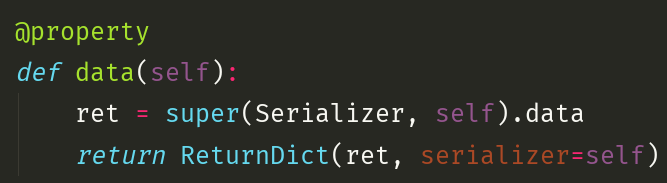 @property
def data(self):
    ret = super(Serializer, self).data
    return ReturnDict(ret, serializer=self)